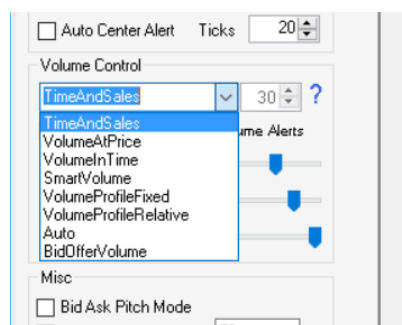 Auto Center Alert Ticks 20
Volume Control
TimeAndSales 30 ?
TimeAndSales
VolumeAtPrice
VolumeInTime
SmartVolume
VolumeProfileFixed
VolumeProfileRelative
Auto
BidOfferVolume
Alerts
Misc
Bid Ask Pitch Mode